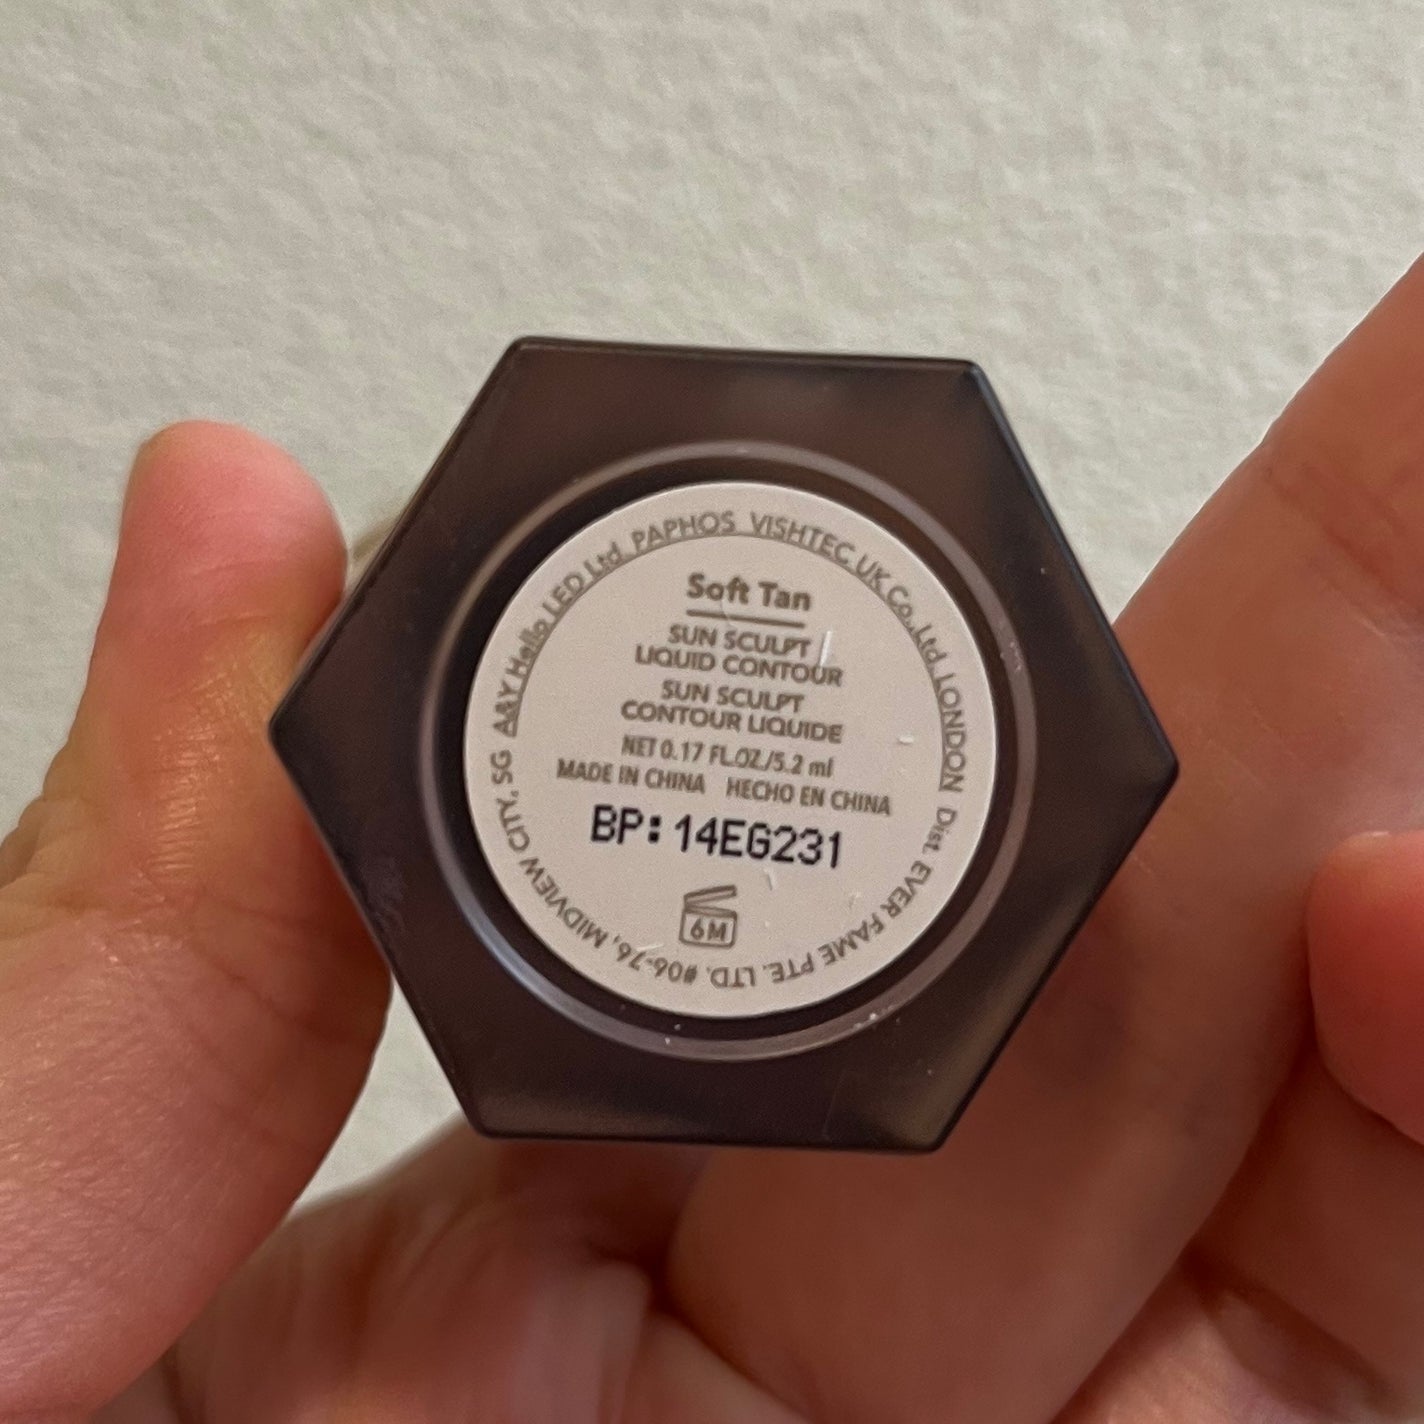 Soft Tan
SUN SCULPT
LIQUID CONTOUR
SUN SCULPT
CONTOUR LIQUIDE
NET 0.17 FL.OZ./5.2 ml
MADE IN CHINA HECHO EN CHINA
BP: 14EG231
6M
A&Y Hello LED Ltd. PAPHOS VISHTEC UK Co., Ltd. LONDON Dist. EVER FAME PTE. LTD. #06-76, MIDVIEW CITY, SG